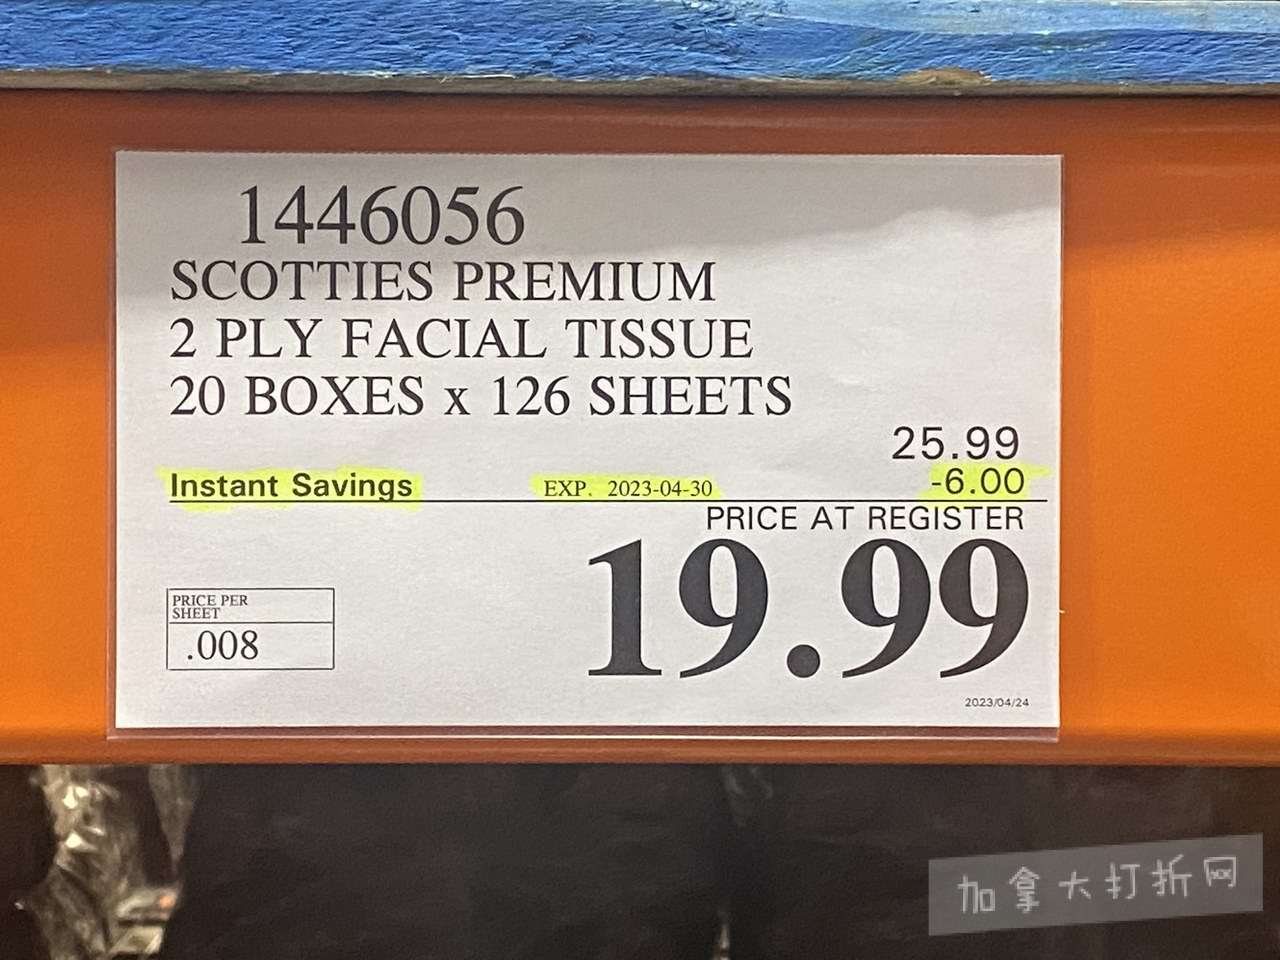 1446056
SCOTTIES PREMIUM
2 PLY FACIAL TISSUE
20 BOXES x 126 SHEETS
25.99
Instant Savings EXP. 2023-04-30 -6.00
PRICE AT REGISTER
19.99
PRICE PER
SHEET
.008
2023/04/24
加拿大打折网